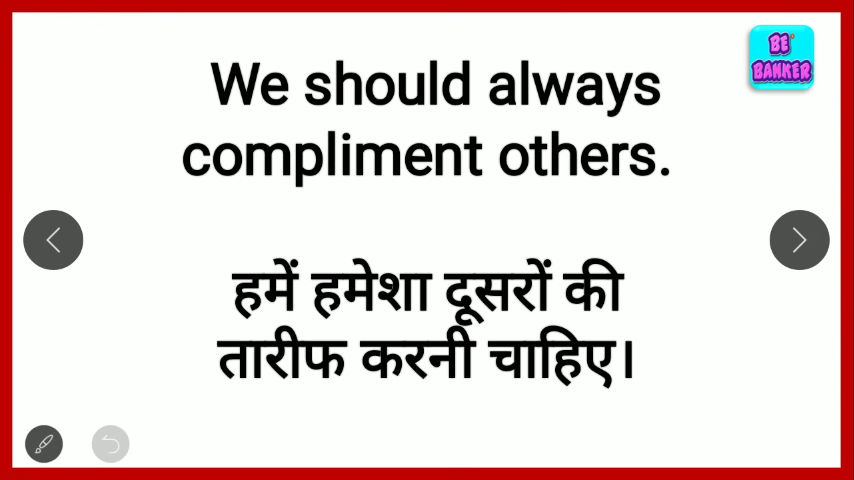 BE
BANKER
We should always
compliment others.
हमें हमेशा दूसरों की
तारीफ करनी चाहिए।